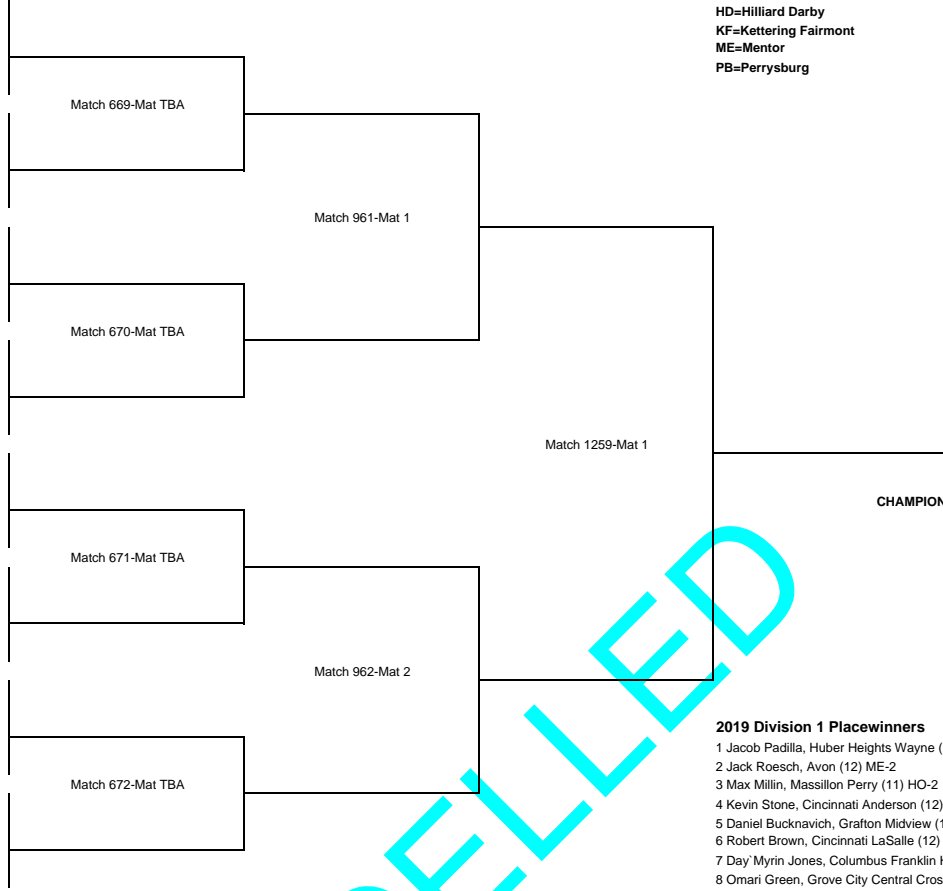 HD=Hilliard Darby
KF=Kettering Fairmont
ME=Mentor
PB=Perrysburg
Match 669-Mat TBA
Match 961-Mat 1
Match 670-Mat TBA
Match 1259-Mat 1
CHAMPION
Match 671-Mat TBA
Match 962-Mat 2
Match 672-Mat TBA
ELLED
2019 Division 1 Placewinners
1 Jacob Padilla, Huber Heights Wayne (
2 Jack Roesch, Avon (12) ME-2
3 Max Millin, Massillon Perry (11) HO-2
4 Kevin Stone, Cincinnati Anderson (12)
5 Daniel Bucknavich, Grafton Midview (1
6 Robert Brown, Cincinnati LaSalle (12)
7 Day`Myrin Jones, Columbus Franklin H
8 Omari Green, Grove City Central Cros